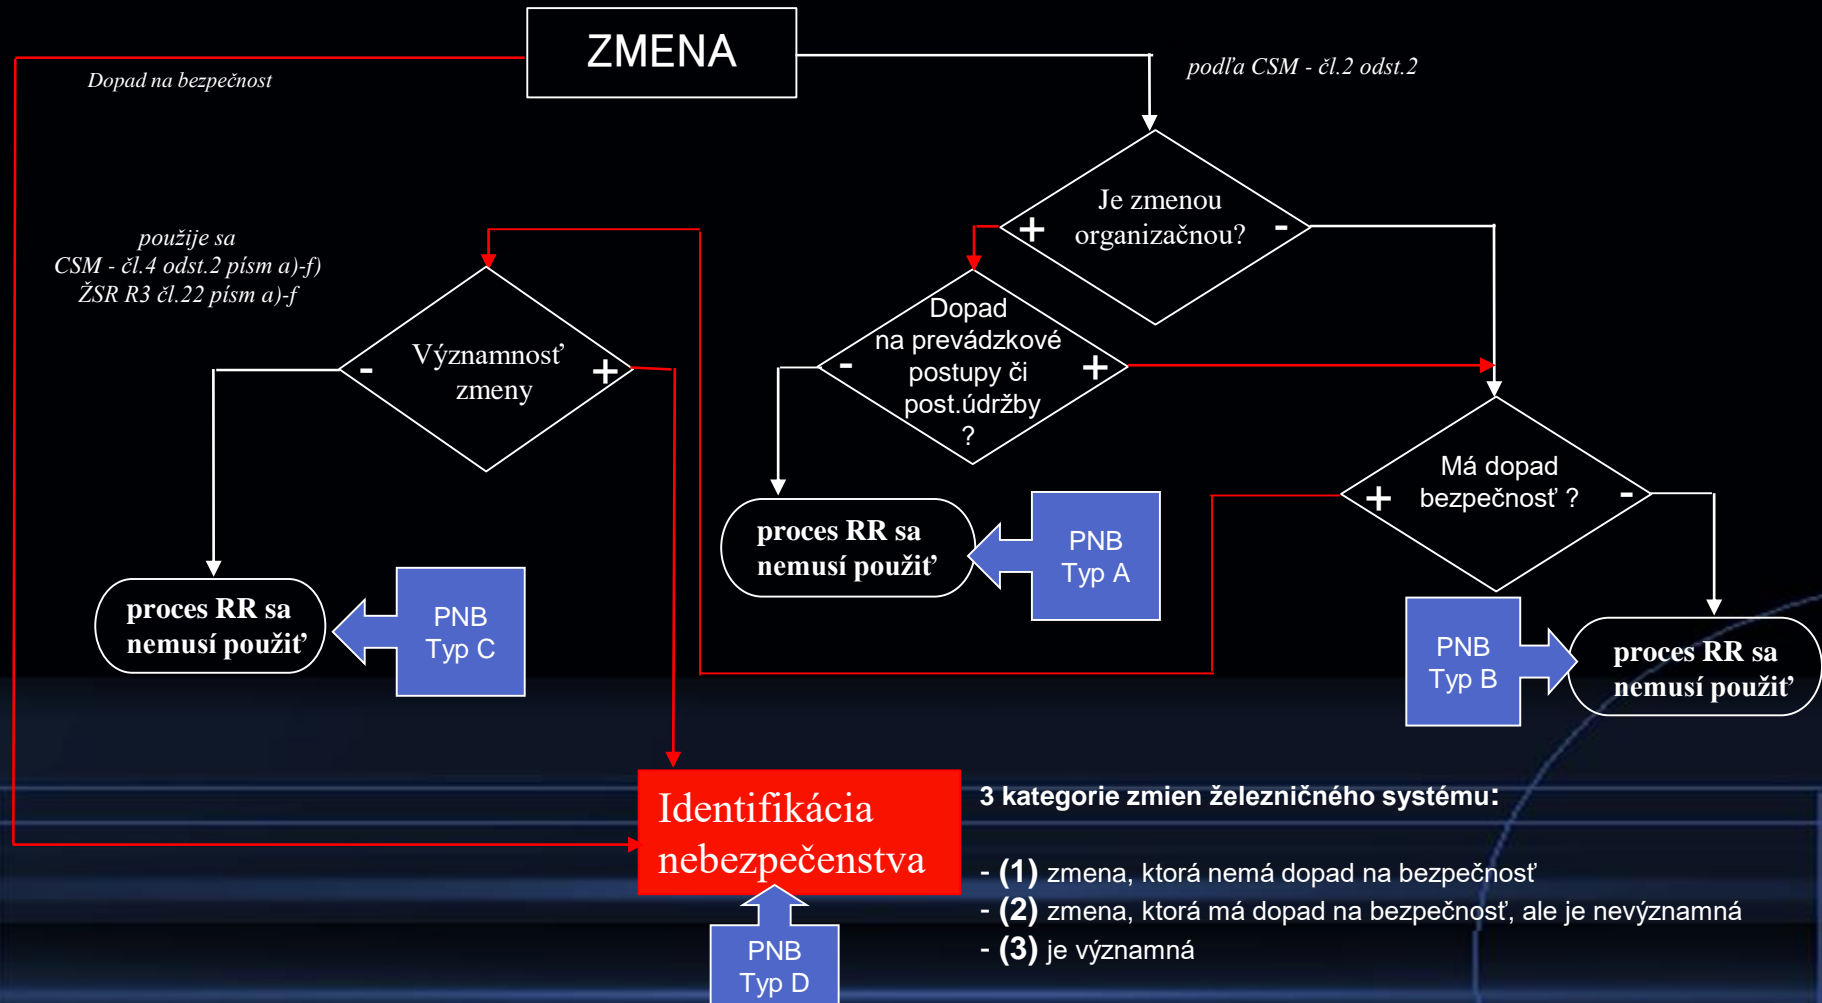 ZMENA
Dopad na bezpečnost
podľa CSM - čl.2 odst.2
Je zmenou
organizačnou?
+
-
použije sa
CSM - čl.4 odst.2 písm a)-f)
ŽSR R3 čl.22 písm a)-f
Dopad
na prevádzkové
postupy či
post.údržby
?
-
+
Významnosť
zmeny
-
+
Má dopad
bezpečnosť ?
+
-
proces RR sa
nemusí použiť
PNB
Typ A
proces RR sa
nemusí použiť
PNB
Typ C
PNB
Typ B
proces RR sa
nemusí použiť
Identifikácia
nebezpečenstva
PNB
Typ D
3 kategorie zmien železničného systému:
- (1) zmena, ktorá nemá dopad na bezpečnosť
- (2) zmena, ktorá má dopad na bezpečnosť, ale je nevýznamná
- (3) je významná